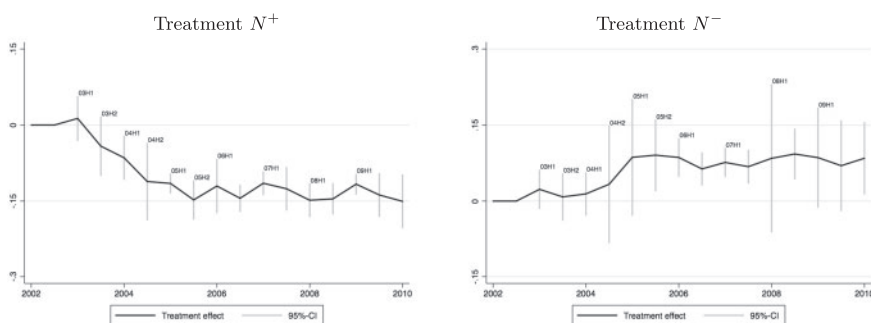 Treatment N+
.15
0
-.15
-.3
03H1
03H2
04H1
04H2
05H1
05H2
06H1
07H1
08H1
09H1
2002 2004 2006 2008 2010
Treatment effect 95%-CI
Treatment N−
.3
.15
0
-.15
03H1
03H2
04H1
04H2
05H1
05H2
06H1
07H1
08H1
09H1
2002 2004 2006 2008 2010
Treatment effect 95%-CI